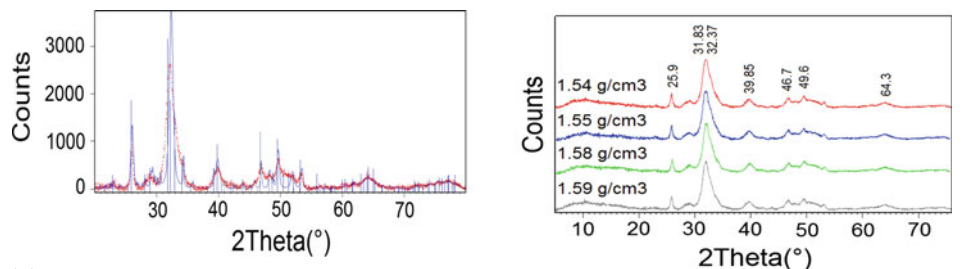 Counts
3000
2000
1000
0
30 40 50 60 70
2Theta(°)
Counts
25.9
31.83
32.37
39.85
46.7
49.6
64.3
1.54 g/cm3
1.55 g/cm3
1.58 g/cm3
1.59 g/cm3
10 20 30 40 50 60 70
2Theta(°)